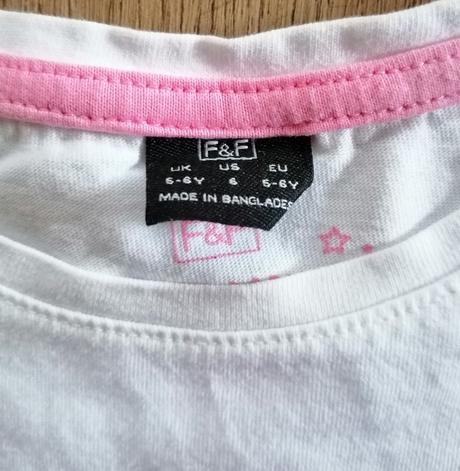 F&F
UK US EU
5-6Y 6 5-6Y
MADE IN BANGLADES
F&F